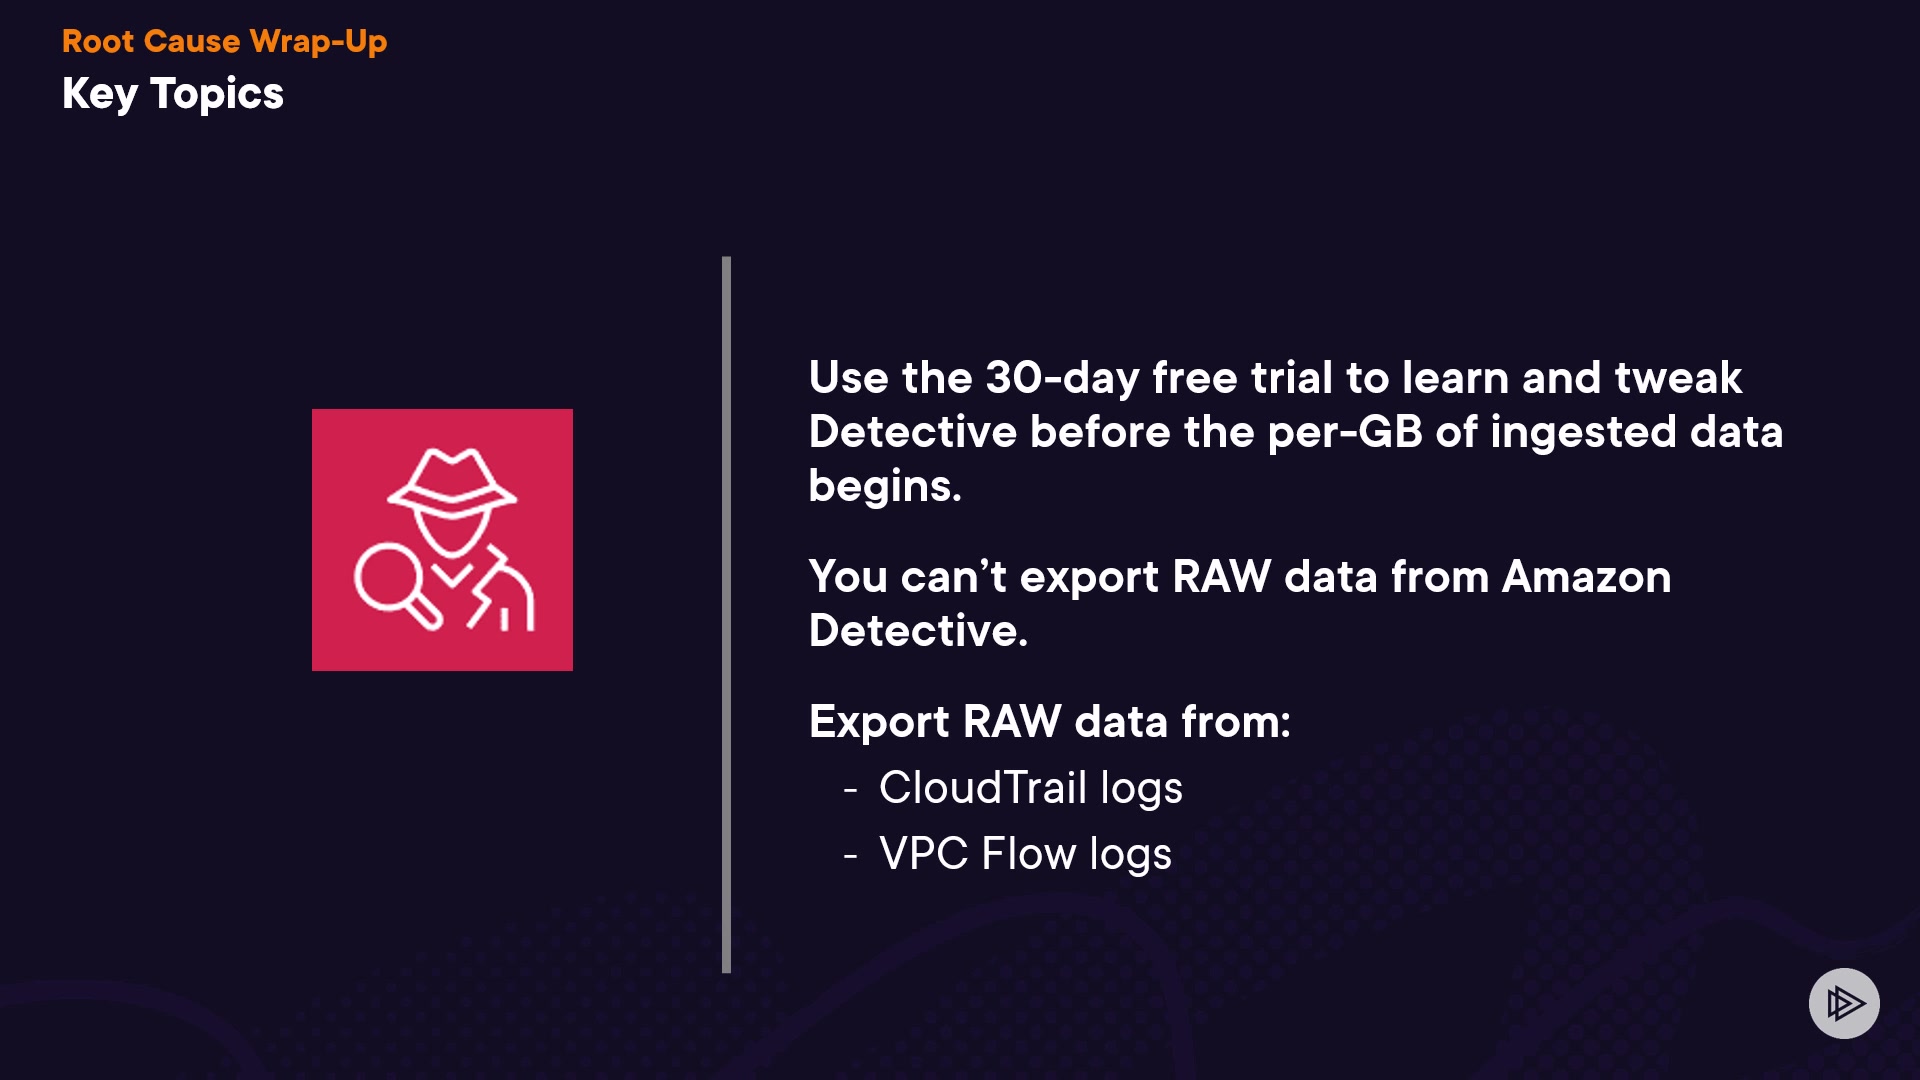 Root Cause Wrap-Up
Key Topics
Use the 30-day free trial to learn and tweak
Detective before the per-GB of ingested data
begins.
You can’t export RAW data from Amazon
Detective.
Export RAW data from:
- CloudTrail logs
- VPC Flow logs